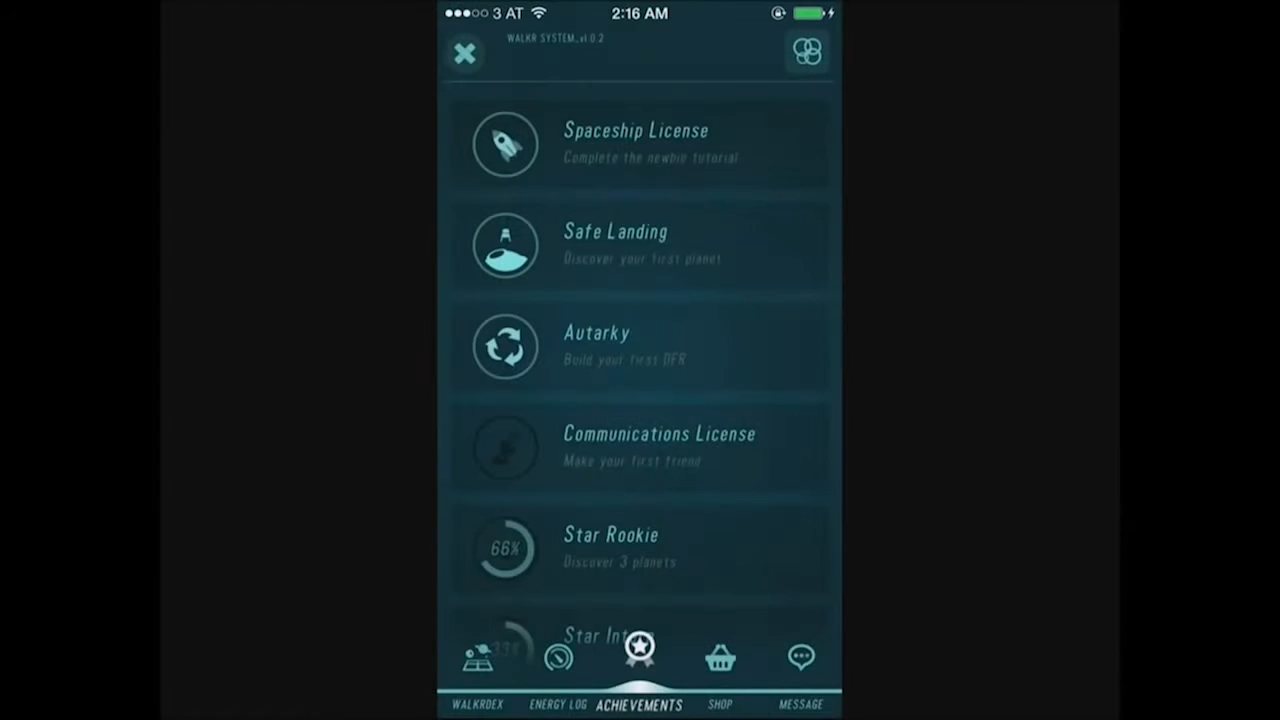 3 AT 2:16 AM
WALKR SYSTEM_v1.0.2
Spaceship License
Complete the newbie tutorial
Safe Landing
Discover your first planet
Autarky
Build your first DFR
Communications License
Make your first friend
66%
Star Rookie
Discover 3 planets
33%
Star
WALKRDEX ENERGY LOG ACHIEVEMENTS SHOP MESSAGE